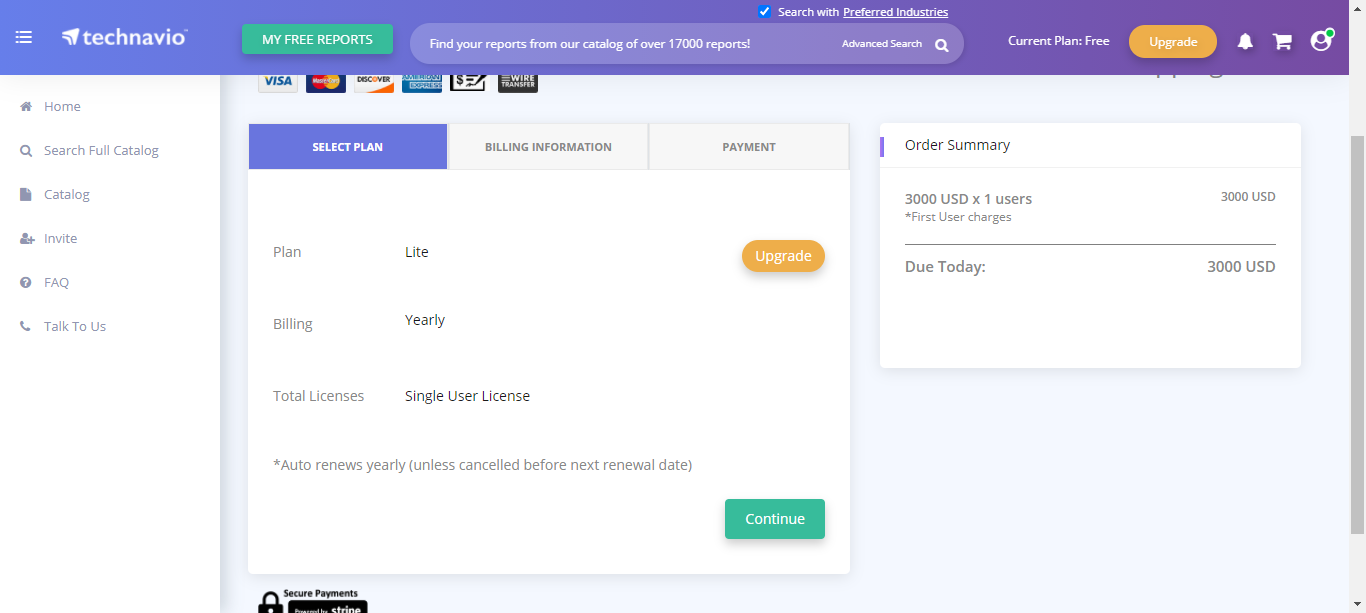 Search with Preferred Industries
technavio
MY FREE REPORTS
Find your reports from our catalog of over 17000 reports!
Advanced Search
Current Plan: Free
Upgrade
VISA
MasterCard
DISCOVER
AMERICAN EXPRESS
WIRE TRANSFER
Home
Search Full Catalog
Catalog
Invite
FAQ
Talk To Us
SELECT PLAN
BILLING INFORMATION
PAYMENT
Plan
Lite
Upgrade
Billing
Yearly
Total Licenses
Single User License
*Auto renews yearly (unless cancelled before next renewal date)
Continue
Order Summary
3000 USD x 1 users
3000 USD
*First User charges
Due Today:
3000 USD
Secure Payments
Powered by stripe